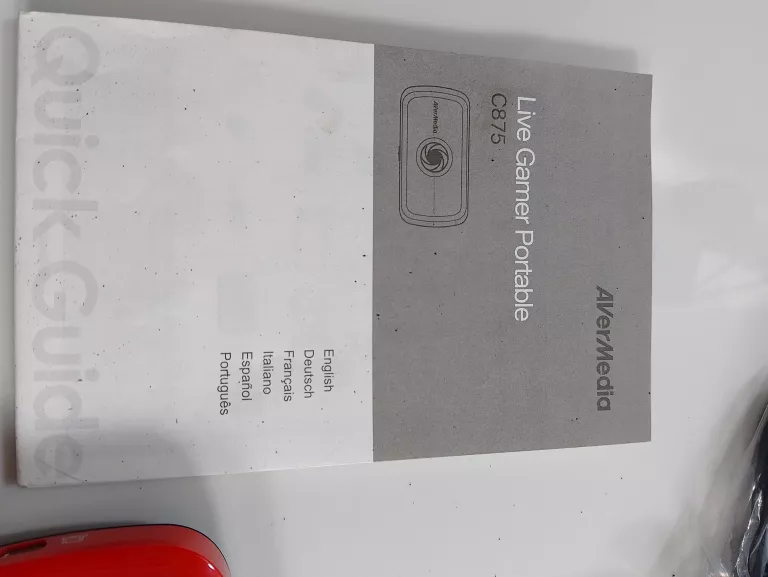 AVerMedia
Live Gamer Portable
C875
AVerMedia
English
Deutsch
Français
Italiano
Español
Português
Quick Guide